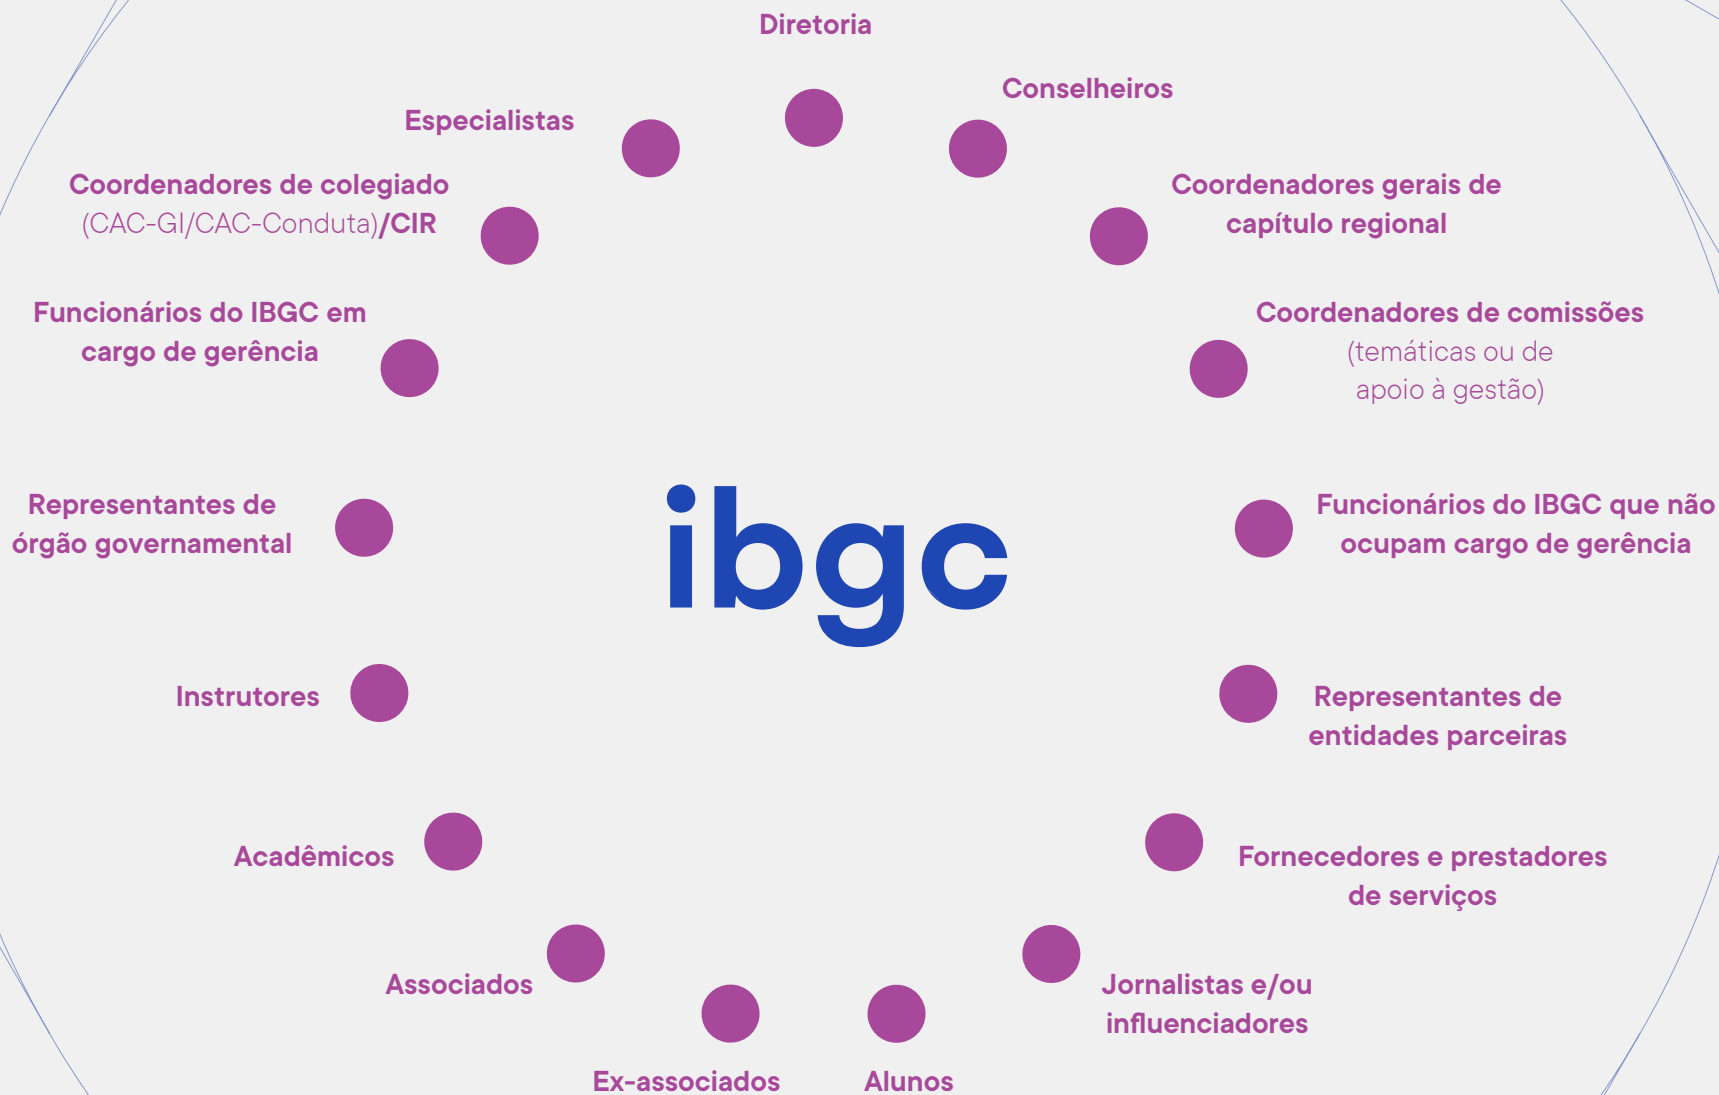 Diretoria
Conselheiros
Especialistas
Coordenadores de colegiado
(CAC-GI/CAC-Conduta)/CIR
Coordenadores gerais de
capítulo regional
Funcionários do IBGC em
cargo de gerência
Coordenadores de comissões
(temáticas ou de
apoio à gestão)
Representantes de
órgão governamental
ibgc
Funcionários do IBGC que não
ocupam cargo de gerência
Instrutores
Representantes de
entidades parceiras
Acadêmicos
Fornecedores e prestadores
de serviços
Associados
Jornalistas e/ou
influenciadores
Ex-associados
Alunos